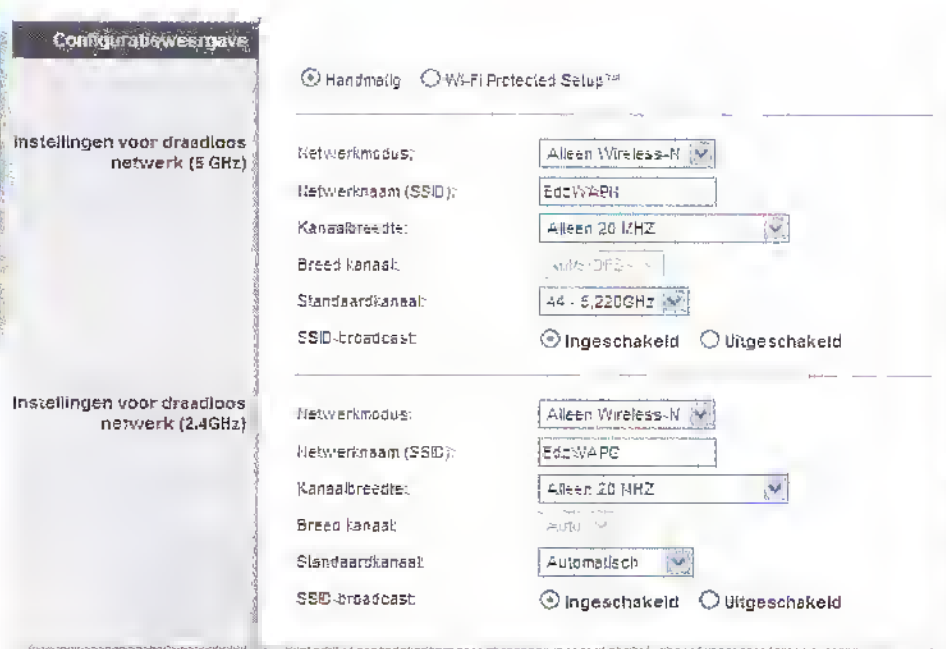 Configuratieweergave
Handmatig Wi-Fi Protected Setup™
Instellingen voor draadloos
netwerk (5 GHz)
Netwerkmodus: Alleen Wireless-N
Netwerknaam (SSID):
Kanaalbreedte: Alleen 20 MHZ
Breed kanaal:
Standaardkanaal: 44 - 5,220GHz
SSID-broadcast: Ingeschakeld Uitgeschakeld
Instellingen voor draadloos
netwerk (2.4GHz)
Netwerkmodus: Alleen Wireless-N
Netwerknaam (SSID):
Kanaalbreedte: Alleen 20 MHZ
Breed kanaal: Auto
Standaardkanaal: Automatisch
SSID-broadcast: Ingeschakeld Uitgeschakeld